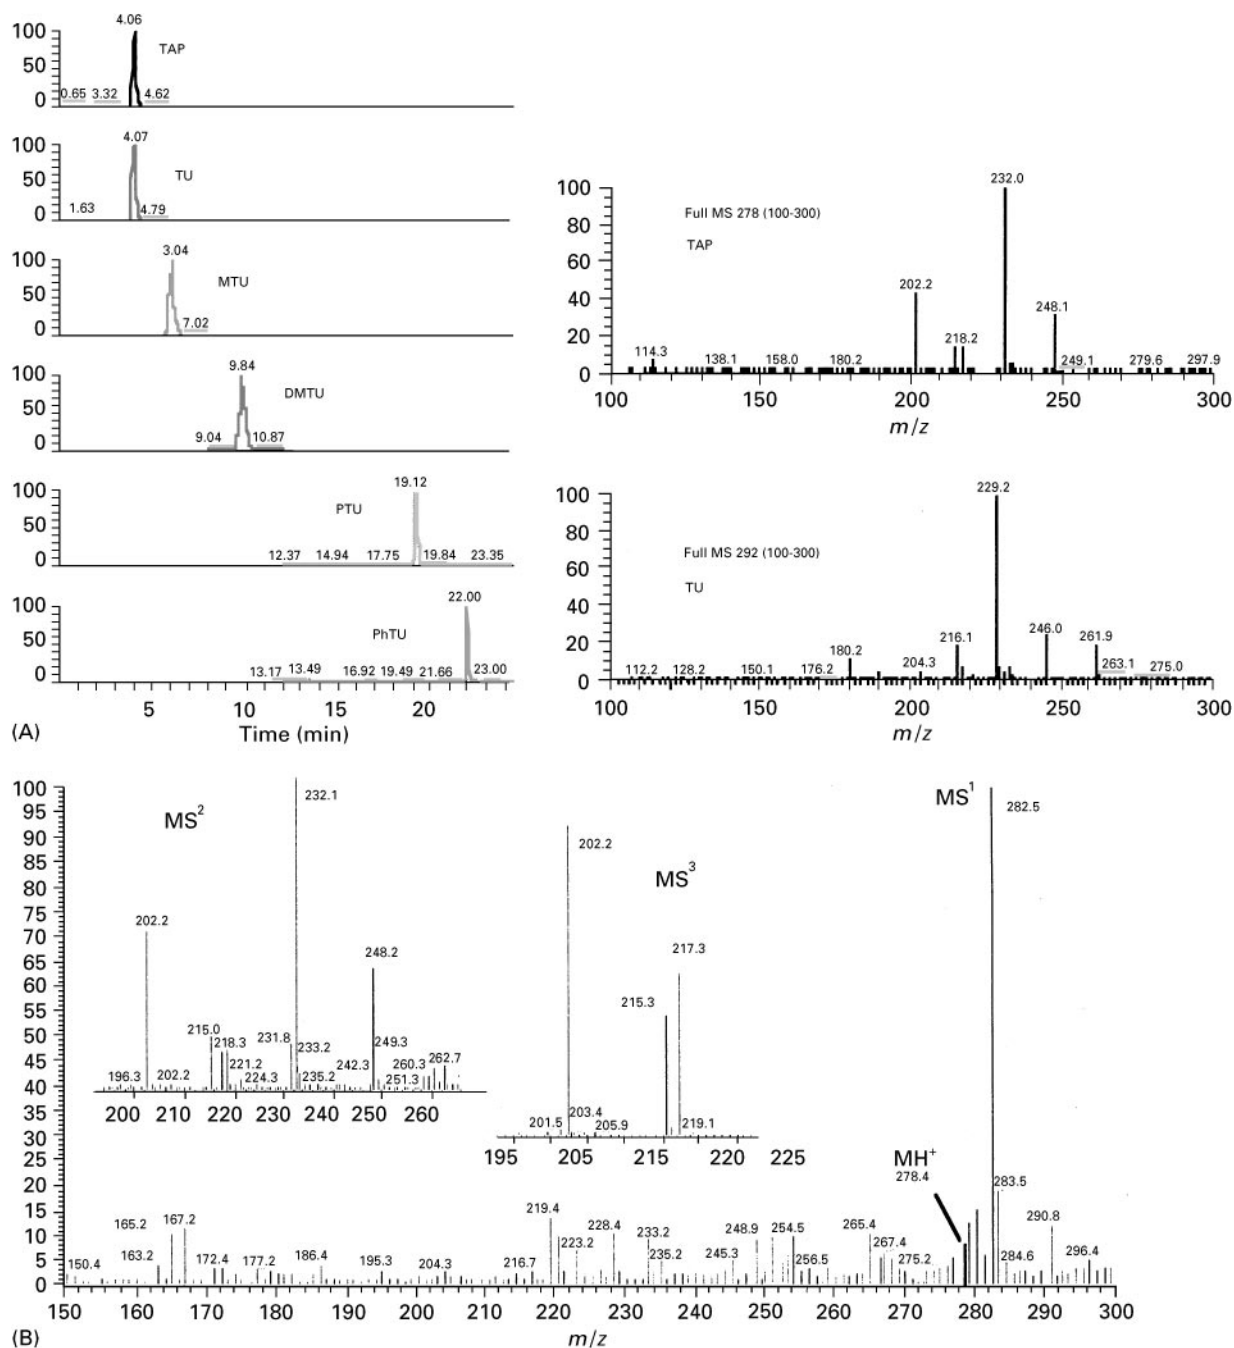 4.06
100
TAP
50
0.65 3.32 4.62
0
4.07
100
TU
50
1.63 4.79
0
3.04
100
MTU
50
7.02
0
9.84
100
DMTU
50
9.04 10.87
0
19.12
100
PTU
50
12.37 14.94 17.75 19.84 23.35
0
22.00
100
PhTU
50
13.17 13.49 16.92 19.49 21.66 23.00
0
5 10 15 20
Time (min)
(A)
100
80
60
40
20
0
232.0
Full MS 278 (100-300)
TAP
202.2
248.1
218.2
114.3 138.1 158.0 180.2 249.1 279.6 297.9
100 150 200 250 300
m/z
100
80
60
40
20
0
229.2
Full MS 292 (100-300)
TU
246.0 261.9
216.1
180.2
112.2 128.2 150.1 176.2 204.3 263.1 275.0
100 150 200 250 300
m/z
100
95
90
85
80
75
70
65
60
55
50
45
40
35
30
25
20
15
10
5
0
MS2
232.1
202.2
248.2
215.0 218.3 231.8 233.2 249.3
221.2 242.3 260.3 262.7
196.3 202.2 224.3 235.2 251.3
200 210 220 230 240 250 260
202.2
MS3
217.3
215.3
201.5 203.4 205.9 219.1
195 202 205 216 215 220 225
MS1
282.5
MH+
278.4 283.5
165.2 167.2 219.4 228.4 233.2 248.9 254.5 265.4 290.8
163.2 172.4 177.2 186.4 195.3 204.3 216.7 223.2 235.2 245.3 256.5 267.4 275.2 284.6 296.4
150.4
150 160 170 180 190 200 210 220 230 240 250 260 270 280 290 300
m/z
(B)